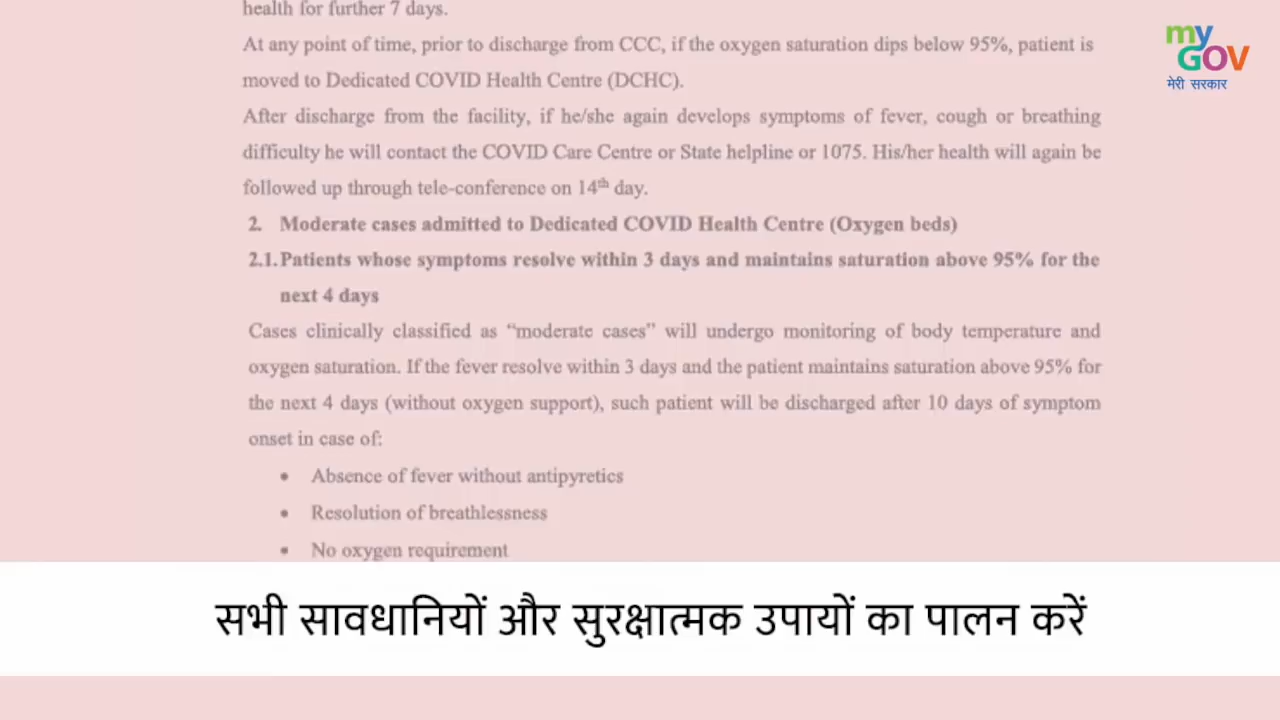 health for further 7 days.
my
GOV
मेरी सरकार
At any point of time, prior to discharge from CCC, if the oxygen saturation dips below 95%, patient is
moved to Dedicated COVID Health Centre (DCHC).
After discharge from the facility, if he/she again develops symptoms of fever, cough or breathing
difficulty he will contact the COVID Care Centre or State helpline or 1075. His/her health will again be
followed up through tele-conference on 14th day.
2. Moderate cases admitted to Dedicated COVID Health Centre (Oxygen beds)
2.1.Patients whose symptoms resolve within 3 days and maintains saturation above 95% for the
next 4 days
Cases clinically classified as “moderate cases” will undergo monitoring of body temperature and
oxygen saturation. If the fever resolve within 3 days and the patient maintains saturation above 95% for
the next 4 days (without oxygen support), such patient will be discharged after 10 days of symptom
onset in case of:
• Absence of fever without antipyretics
• Resolution of breathlessness
• No oxygen requirement
सभी सावधानियों और सुरक्षात्मक उपायों का पालन करें